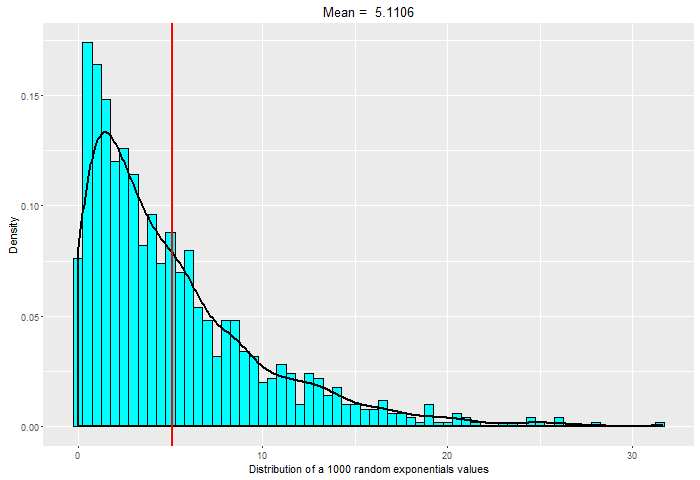 Mean = 5.1106
Density
0.15
0.10
0.05
0.00
0
10
20
30
Distribution of a 1000 random exponentials values